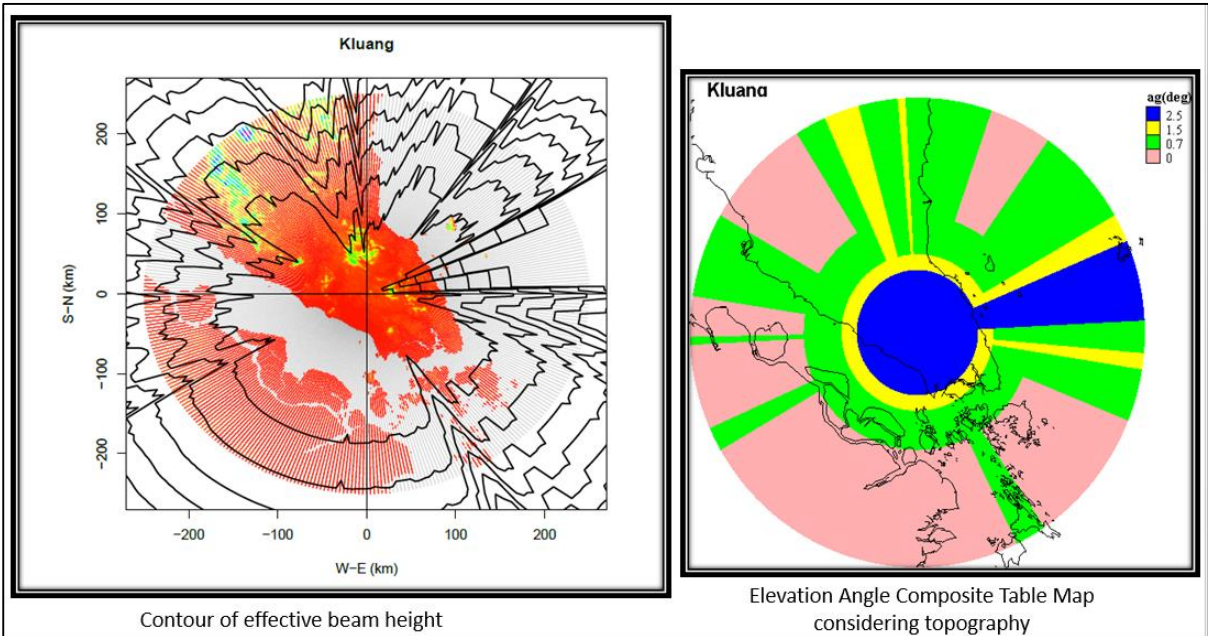 Kluang
S−N (km)
200
100
0
−100
−200
−200
−100
0
100
200
W−E (km)
Contour of effective beam height
Kluang
ag(deg)
2.5
1.5
0.7
0
Elevation Angle Composite Table Map
considering topography